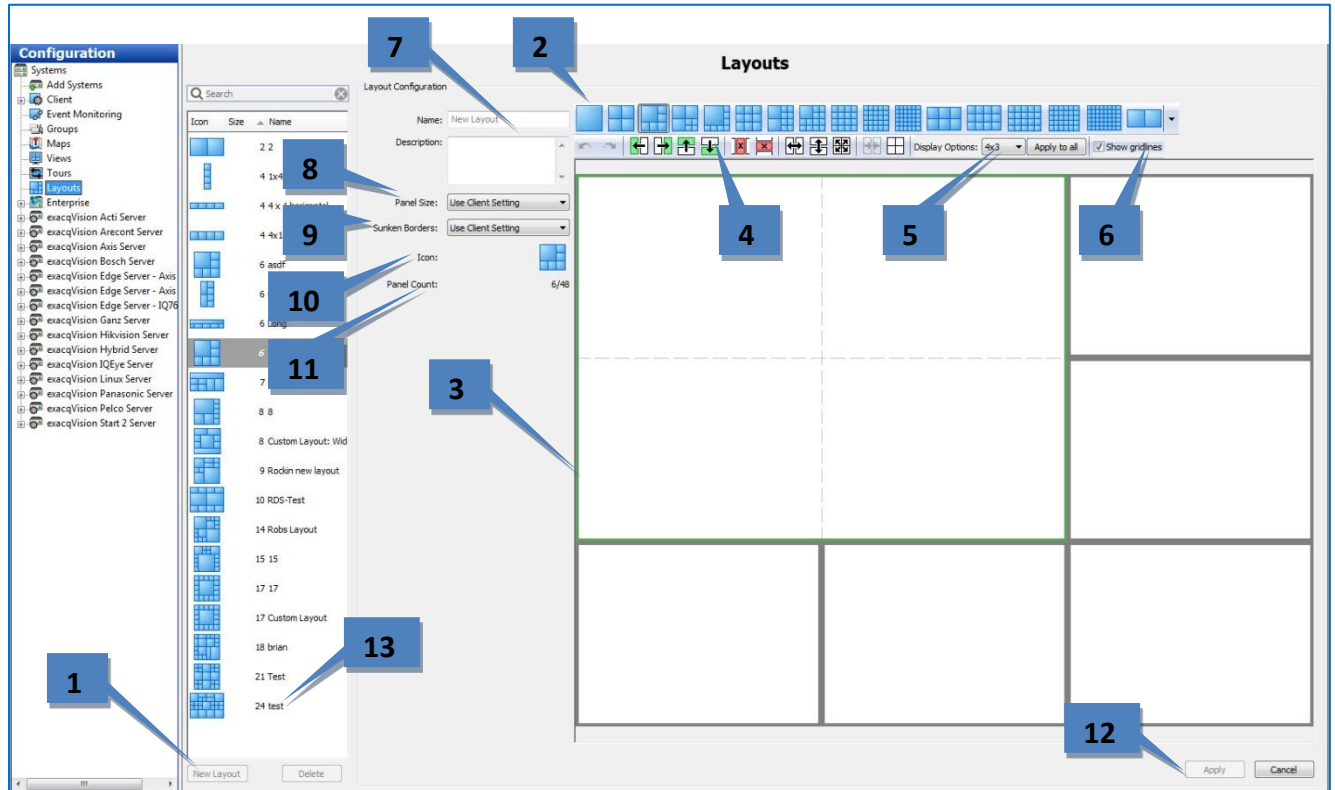 7
2
Configuration
Layouts
Systems
Add Systems
Client
Event Monitoring
Groups
Maps
Views
Tours
Layouts
Enterprise
exacqVision Acti Server
exacqVision Arecont Server
exacqVision Axis Server
exacqVision Bosch Server
exacqVision Edge Server - Axis
exacqVision Edge Server - Axis
exacqVision Edge Server - IQ76
exacqVision Ganz Server
exacqVision Hikvision Server
exacqVision Hybrid Server
exacqVision IQEye Server
exacqVision Linux Server
exacqVision Panasonic Server
exacqVision Pelco Server
exacqVision Start 2 Server
Search
Icon Size Name
2 2
4 1x4
4 4 x
4 4x1
6 asdf
6
6 Long
6
7
8 8
8 Custom Layout: Wid
9 Rockin new layout
10 RDS-Test
14 Robs Layout
15 15
17 17
17 Custom Layout
18 brian
21 Test
24 test
New Layout Delete
Layout Configuration
Name: New Layout
Description:
Panel Size: Use Client Setting
Sunken Borders: Use Client Setting
Icon:
Panel Count: 6/48
Display Options: 4x3 Apply to all Show gridlines
8
9
10
11
4
5
6
3
13
1
12
Apply Cancel